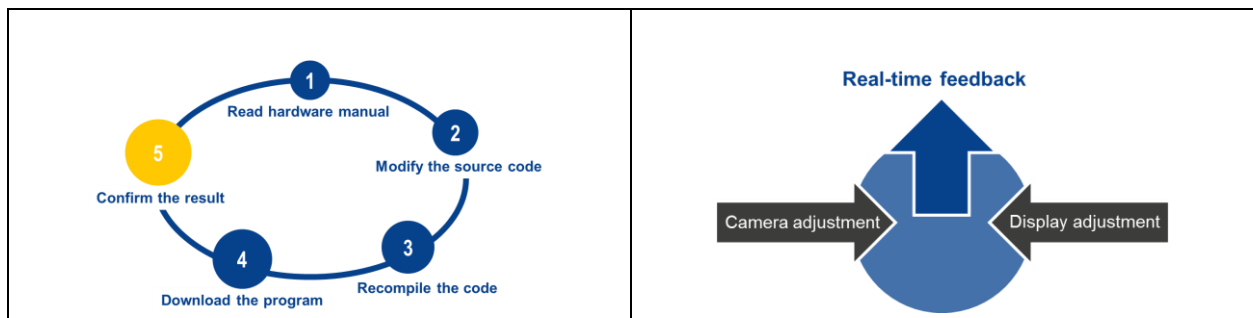 1
Read hardware manual
2
Modify the source code
3
Recompile the code
4
Download the program
5
Confirm the result
Real-time feedback
Camera adjustment
Display adjustment